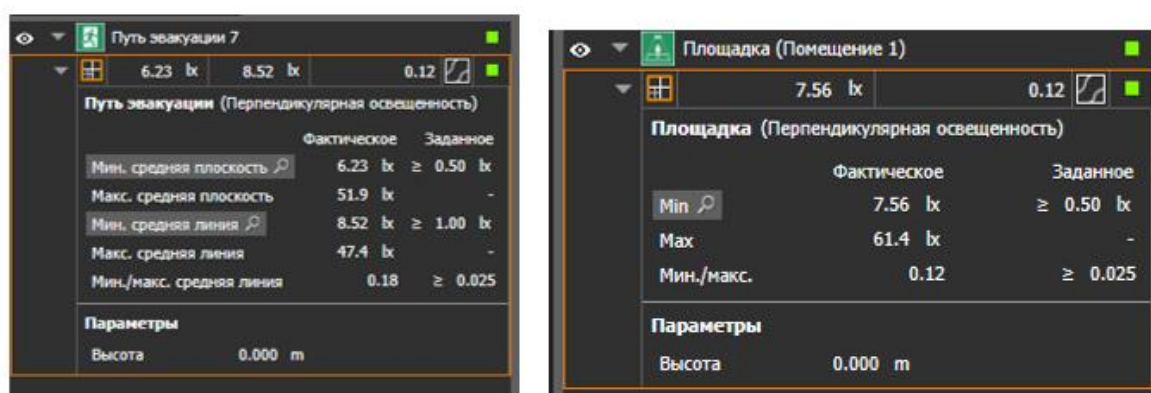 Путь эвакуации 7
6.23 lx 8.52 lx 0.12
Путь эвакуации (Перпендикулярная освещенность)
Фактическое Заданное
Мин. средняя плоскость 6.23 lx ≥ 0.50 lx
Макс. средняя плоскость 51.9 lx -
Мин. средняя линия 8.52 lx ≥ 1.00 lx
Макс. средняя линия 47.4 lx -
Мин./макс. средняя линия 0.18 ≥ 0.025
Параметры
Высота 0.000 m
Площадка (Помещение 1)
7.56 lx 0.12
Площадка (Перпендикулярная освещенность)
Фактическое Заданное
Min 7.56 lx ≥ 0.50 lx
Max 61.4 lx -
Мин./макс. 0.12 ≥ 0.025
Параметры
Высота 0.000 m